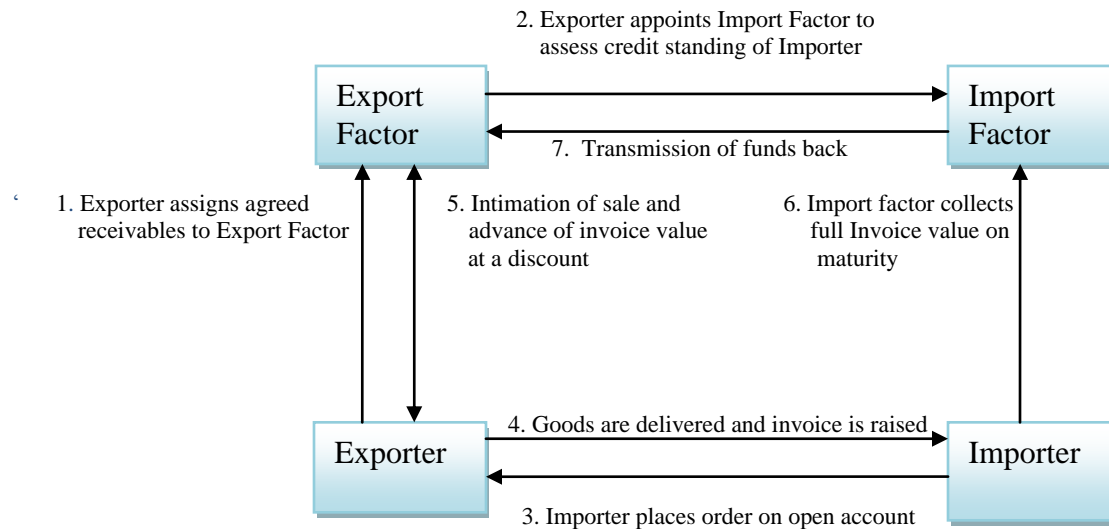 2. Exporter appoints Import Factor to
assess credit standing of Importer
Export
Factor
Import
Factor
7. Transmission of funds back
‘
1. Exporter assigns agreed
receivables to Export Factor
5. Intimation of sale and
advance of invoice value
at a discount
6. Import factor collects
full Invoice value on
maturity
4. Goods are delivered and invoice is raised
Exporter
Importer
3. Importer places order on open account